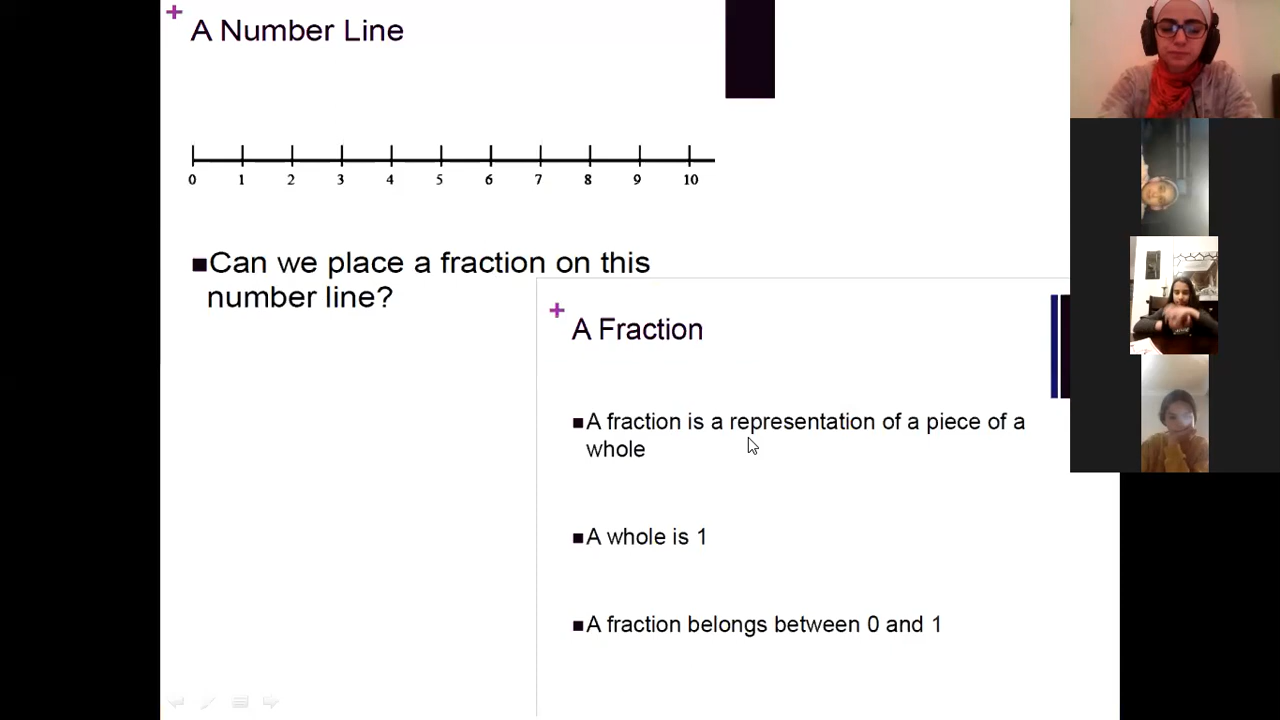 A Number Line
0 1 2 3 4 5 6 7 8 9 10
■Can we place a fraction on this
number line?
A Fraction
■A fraction is a representation of a piece of a
whole
■A whole is 1
■A fraction belongs between 0 and 1